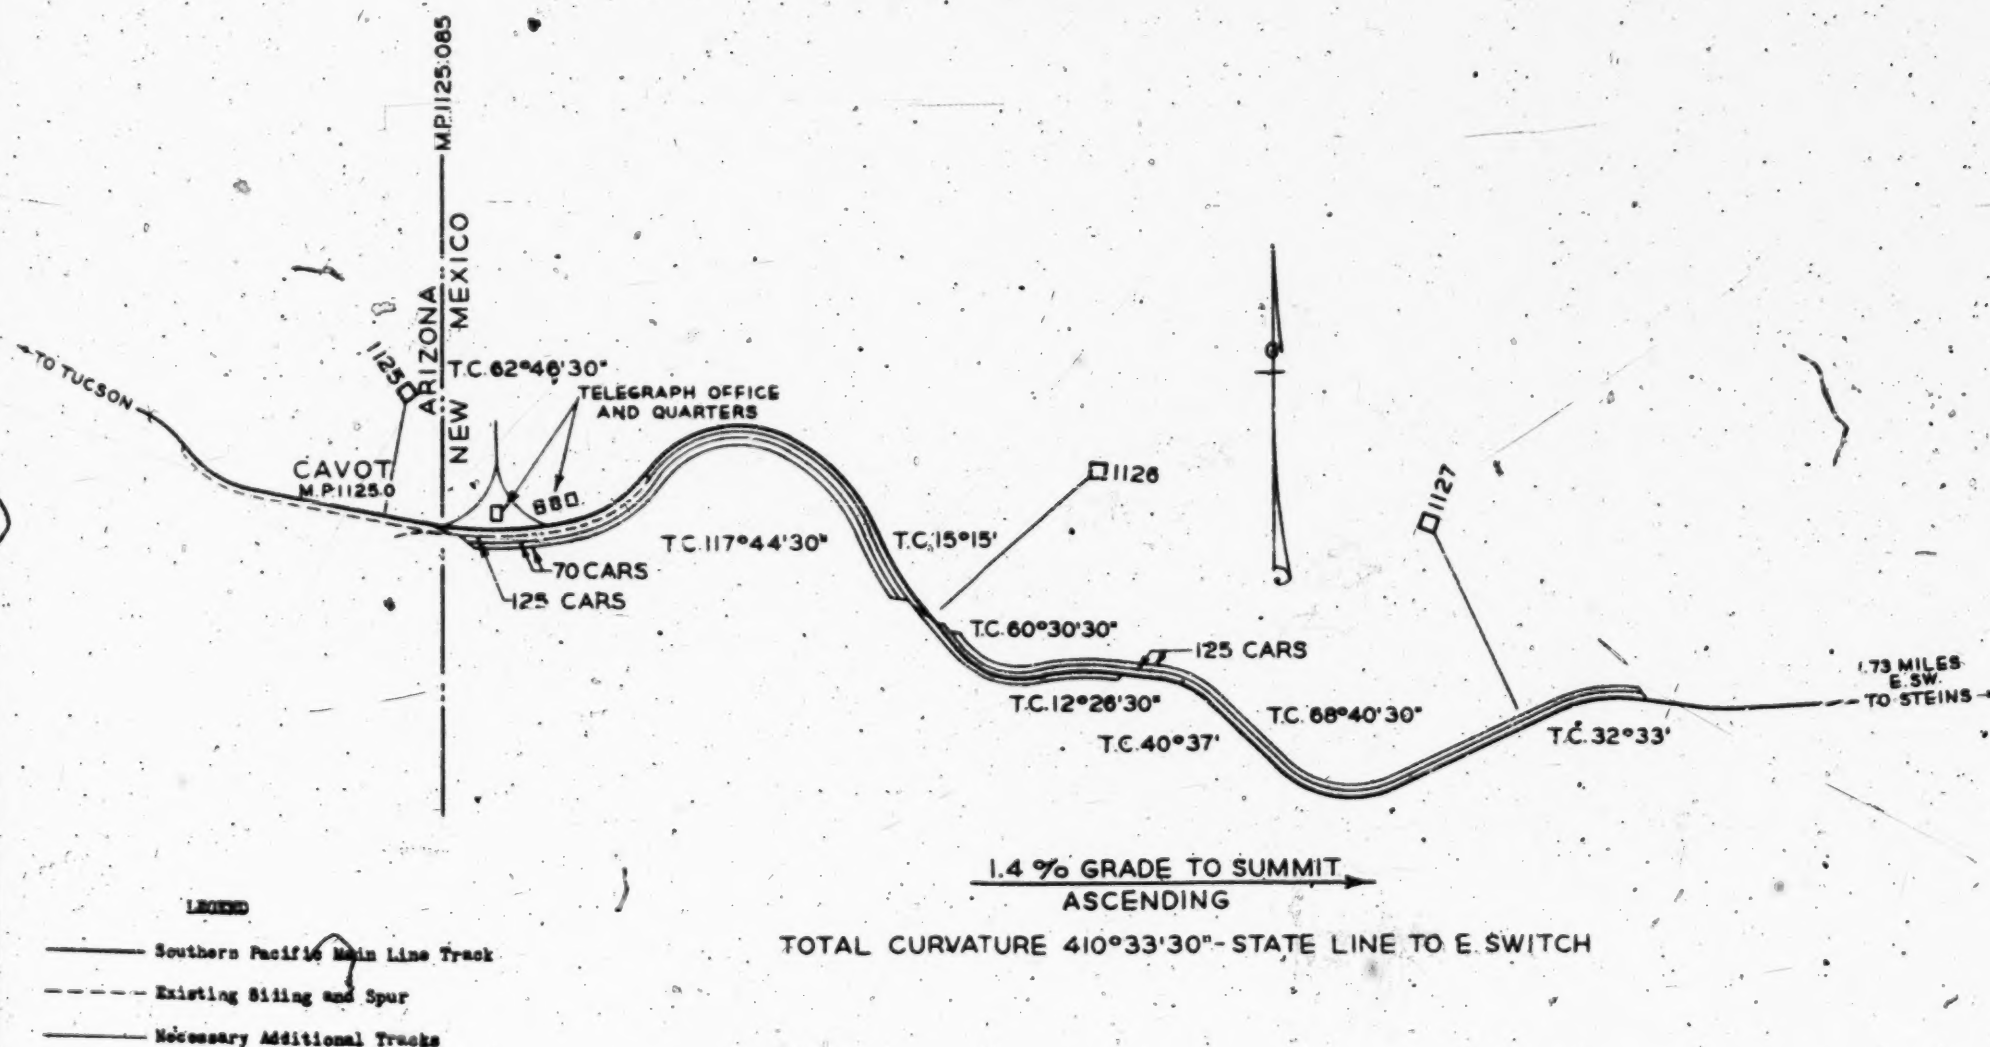 M.P.1125.085
ARIZONA
NEW MEXICO
TO TUCSON
1125
CAVOT
M.P.1125.0
T.C.62°46'30"
TELEGRAPH OFFICE
AND QUARTERS
T.C.117°44'30"
70 CARS
125 CARS
T.C.15°15'
1126
T.C.60°30'30"
125 CARS
T.C.12°26'30"
T.C.40°37'
T.C.68°40'30"
1127
T.C.32°33'
1.73 MILES
E.SW.
TO STEINS
1.4 % GRADE TO SUMMIT
ASCENDING
TOTAL CURVATURE 410°33'30"-STATE LINE TO E. SWITCH
LEGEND
Southern Pacific Main Line Track
Existing Siding and Spur
Necessary Additional Tracks